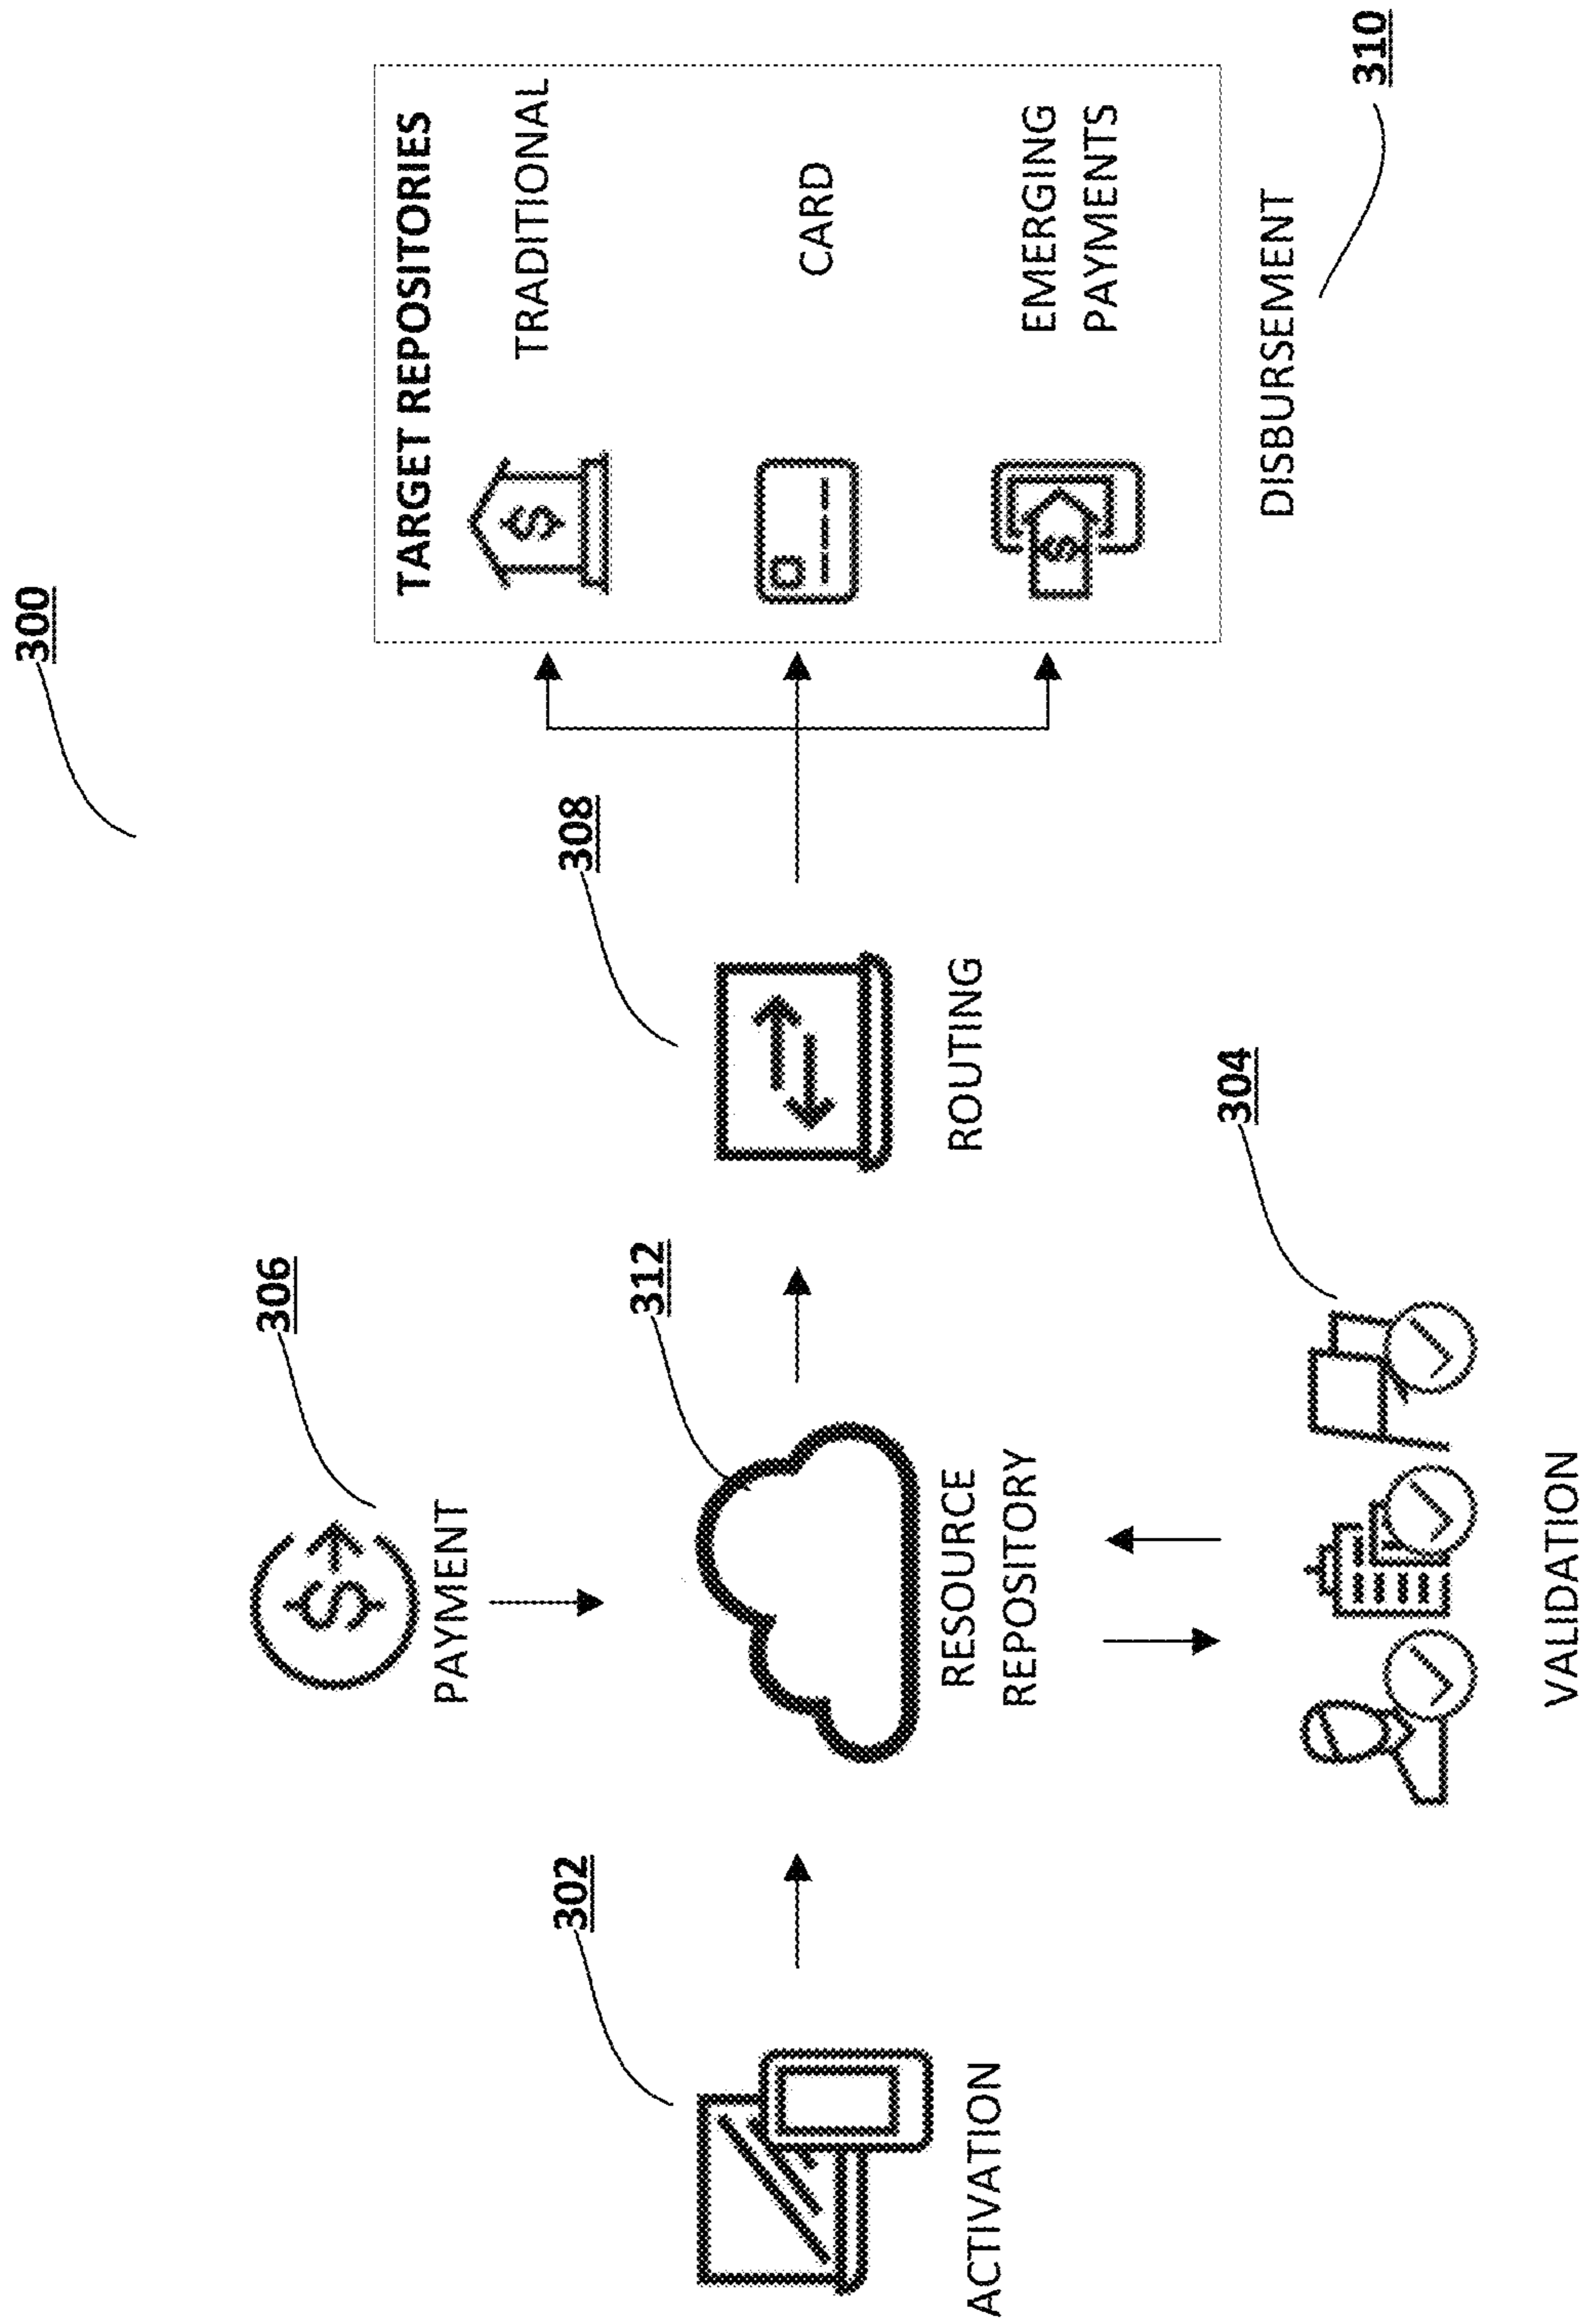 300
TARGET REPOSITORIES
TRADITIONAL
CARD
EMERGING
PAYMENTS
DISBURSEMENT
310
308
ROUTING
306
PAYMENT
312
RESOURCE
REPOSITORY
304
VALIDATION
302
ACTIVATION